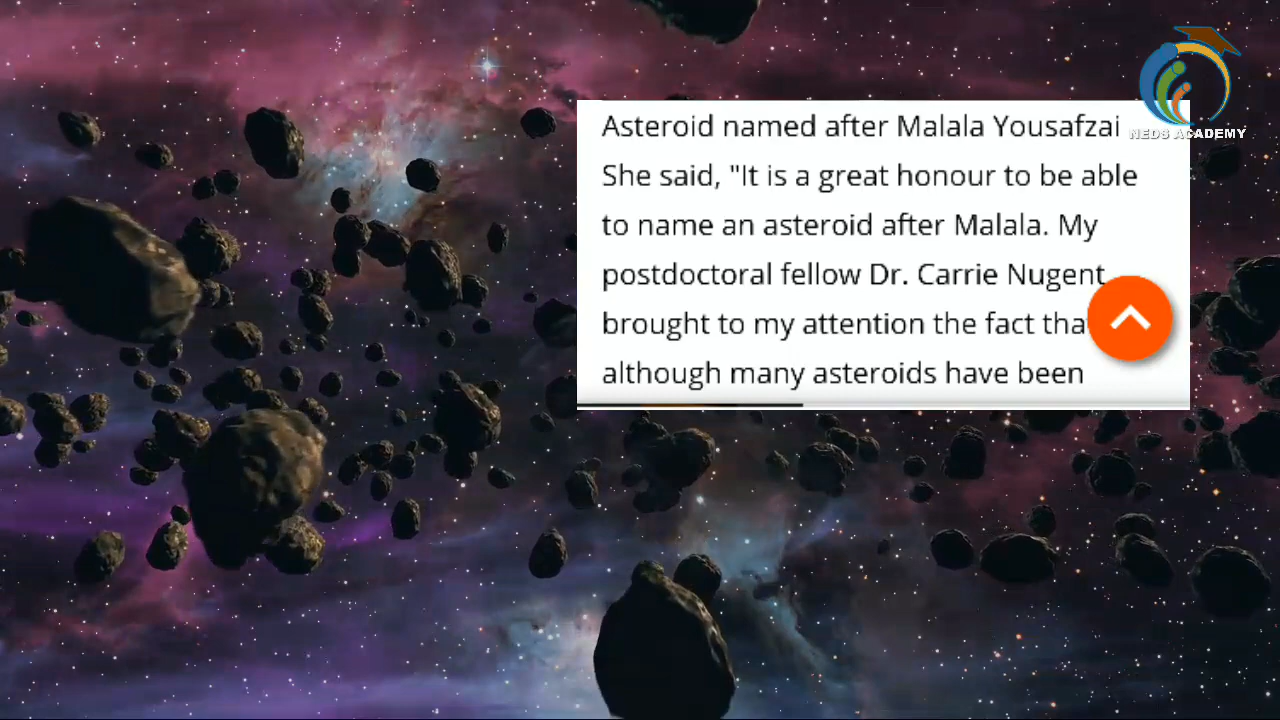 Asteroid named after Malala Yousafzai
She said, "It is a great honour to be able
to name an asteroid after Malala. My
postdoctoral fellow Dr. Carrie Nugent
brought to my attention the fact tha
although many asteroids have been
NEDS ACADEMY